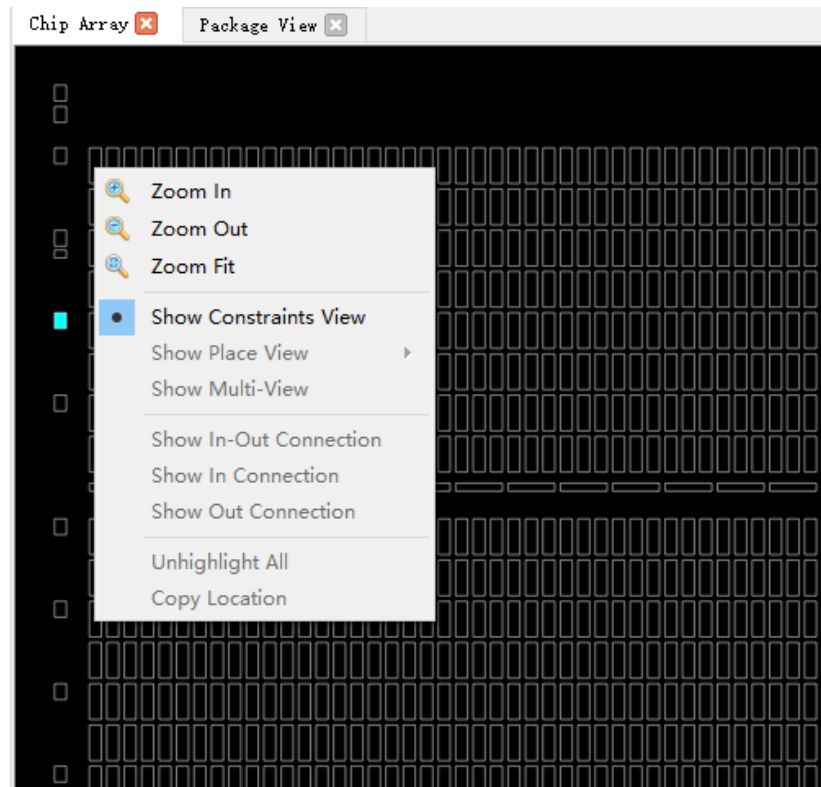 Chip Array Package View
Zoom In
Zoom Out
Zoom Fit
Show Constraints View
Show Place View
Show Multi-View
Show In-Out Connection
Show In Connection
Show Out Connection
Unhighlight All
Copy Location